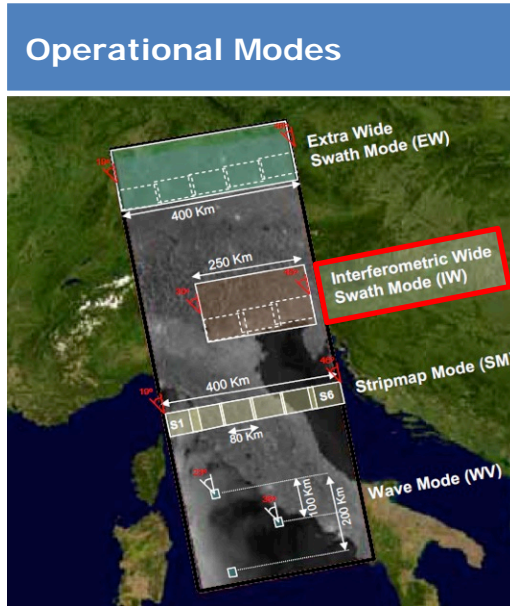 Operational Modes
Extra Wide
Swath Mode (EW)
400 Km
250 Km
Interferometric Wide
Swath Mode (IW)
400 Km
Stripmap Mode (SM)
S1
S6
80 Km
10º
Wave Mode (WV)
100 Km
200 Km